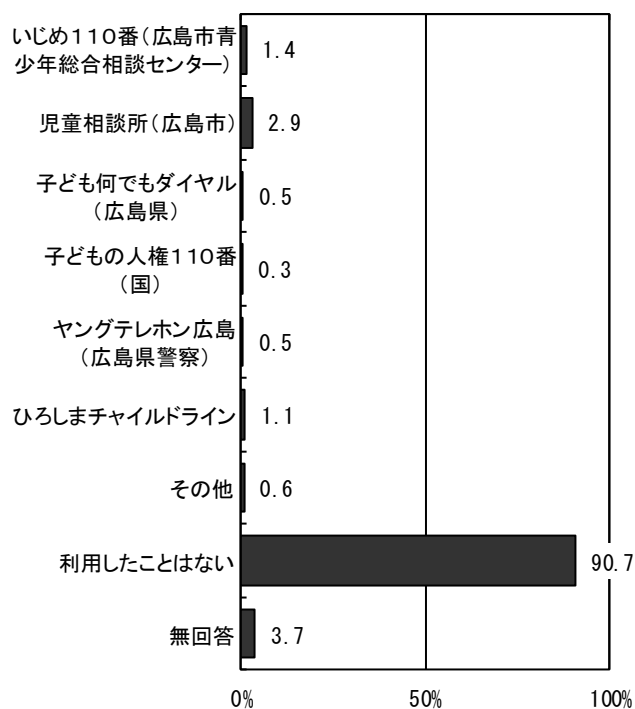 いじめ１１０番（広島市青
少年総合相談センター）
1.4
児童相談所（広島市）
2.9
子ども何でもダイヤル
（広島県）
0.5
子どもの人権１１０番
（国）
0.3
ヤングテレホン広島
（広島県警察）
0.5
ひろしまチャイルドライン
1.1
その他
0.6
利用したことはない
90.7
無回答
3.7
0%
50%
100%